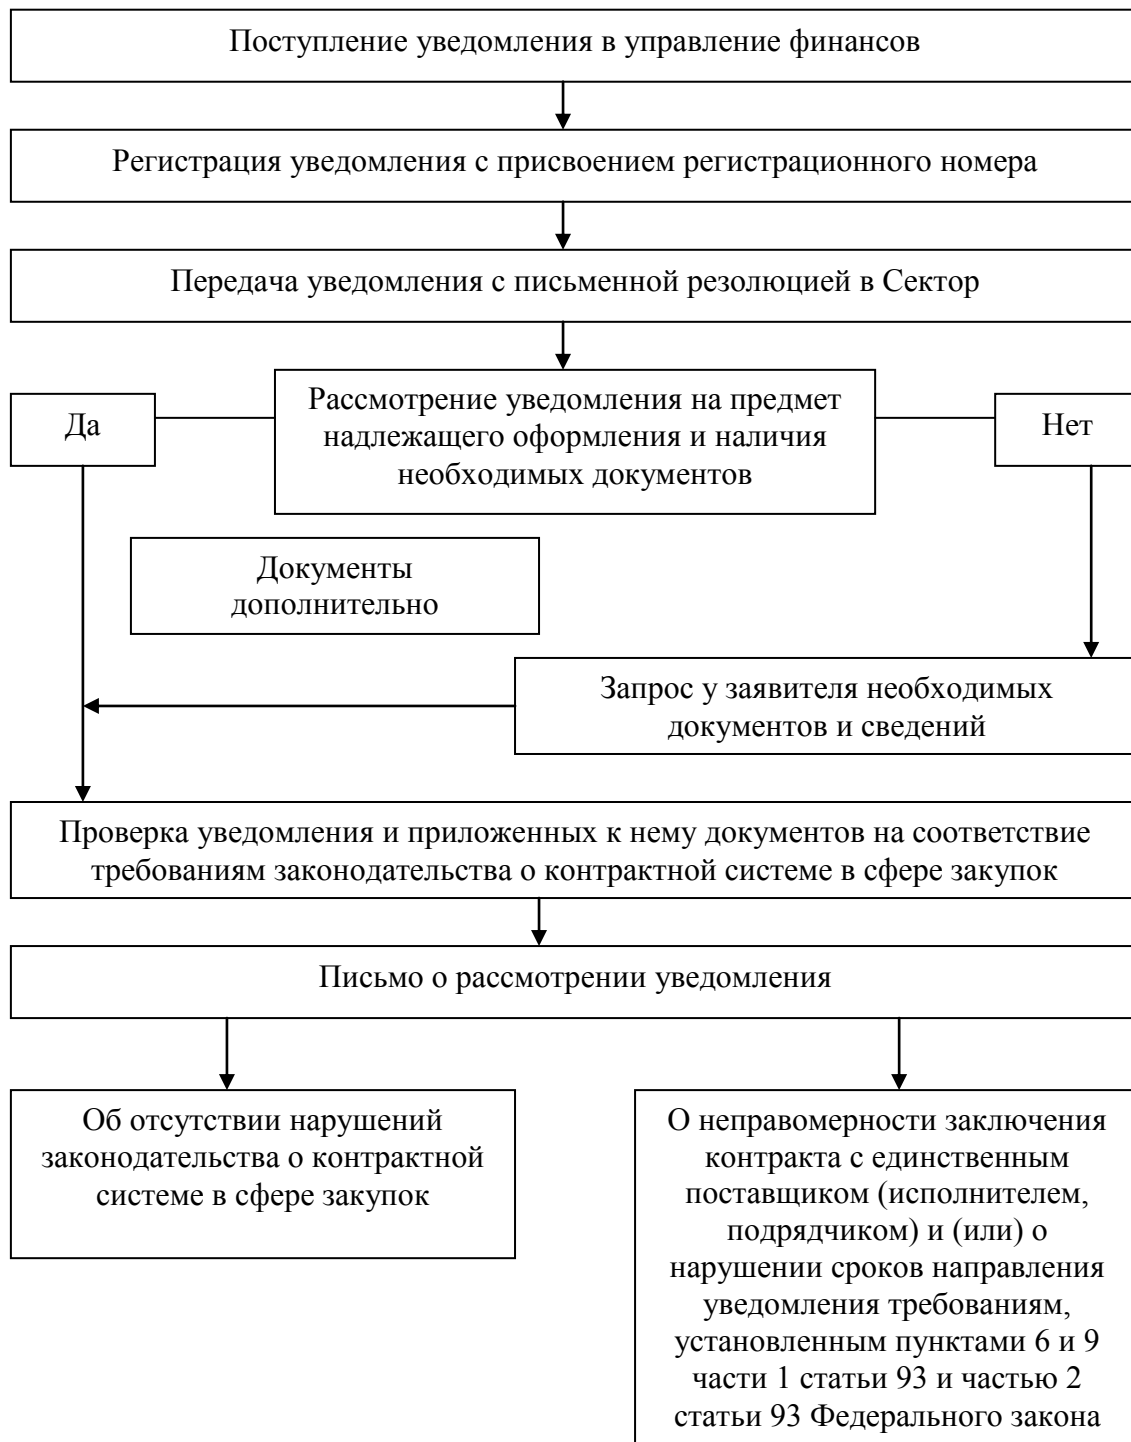 Поступление уведомления в управление финансов
Регистрация уведомления с присвоением регистрационного номера
Передача уведомления с письменной резолюцией в Сектор
Да
Рассмотрение уведомления на предмет
надлежащего оформления и наличия
необходимых документов
Нет
Документы
дополнительно
Запрос у заявителя необходимых
документов и сведений
Проверка уведомления и приложенных к нему документов на соответствие
требованиям законодательства о контрактной системе в сфере закупок
Письмо о рассмотрении уведомления
Об отсутствии нарушений
законодательства о контрактной
системе в сфере закупок
О неправомерности заключения
контракта с единственным
поставщиком (исполнителем,
подрядчиком) и (или) о
нарушении сроков направления
уведомления требованиям,
установленным пунктами 6 и 9
части 1 статьи 93 и частью 2
статьи 93 Федерального закона